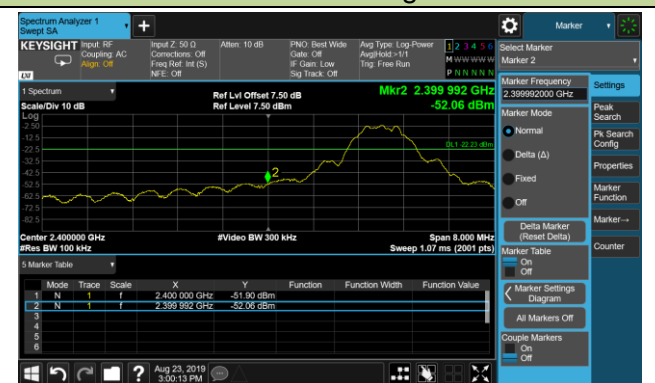 Spectrum Analyzer 1
Swept SA
+
Marker
KEYSIGHT
Input: RF
Coupling: AC
Align: Off
Input Z: 50 Ω
Corrections: Off
Freq Ref: Int (S)
NFE: Off
Atten: 10 dB
PNO: Best Wide
Gate: Off
IF Gain: Low
Sig Track: Off
Avg Type: Log-Power
Avg|Hold:>1/1
Trig: Free Run
1 2 3 4 5 6
M W W W W W
P N N N N N
LXI
Select Marker
Marker 2
1 Spectrum
Scale/Div 10 dB
Log
Ref Lvl Offset 7.50 dB
Ref Level 7.50 dBm
Mkr2 2.399 992 GHz
-52.06 dBm
-2.50
-12.5
-22.5
-32.5
-42.5
-52.5
-62.5
-72.5
-82.5
DL1 -22.23 dBm
2
Center 2.400000 GHz
#Res BW 100 kHz
#Video BW 300 kHz
Span 8.000 MHz
Sweep 1.07 ms (2001 pts)
5 Marker Table
Mode Trace Scale X Y Function Function Width Function Value
1 N 1 f 2.400 000 GHz -51.90 dBm
2 N 1 f 2.399 992 GHz -52.06 dBm
3
4
5
6
Marker Frequency
2.399992000 GHz
Marker Mode
Normal
Delta (Δ)
Fixed
Off
Delta Marker
(Reset Delta)
Marker Table
On
Off
Marker Settings
Diagram
All Markers Off
Couple Markers
On
Off
Settings
Peak
Search
Pk Search
Config
Properties
Marker
Function
Marker→
Counter
?
Aug 23, 2019
3:00:13 PM